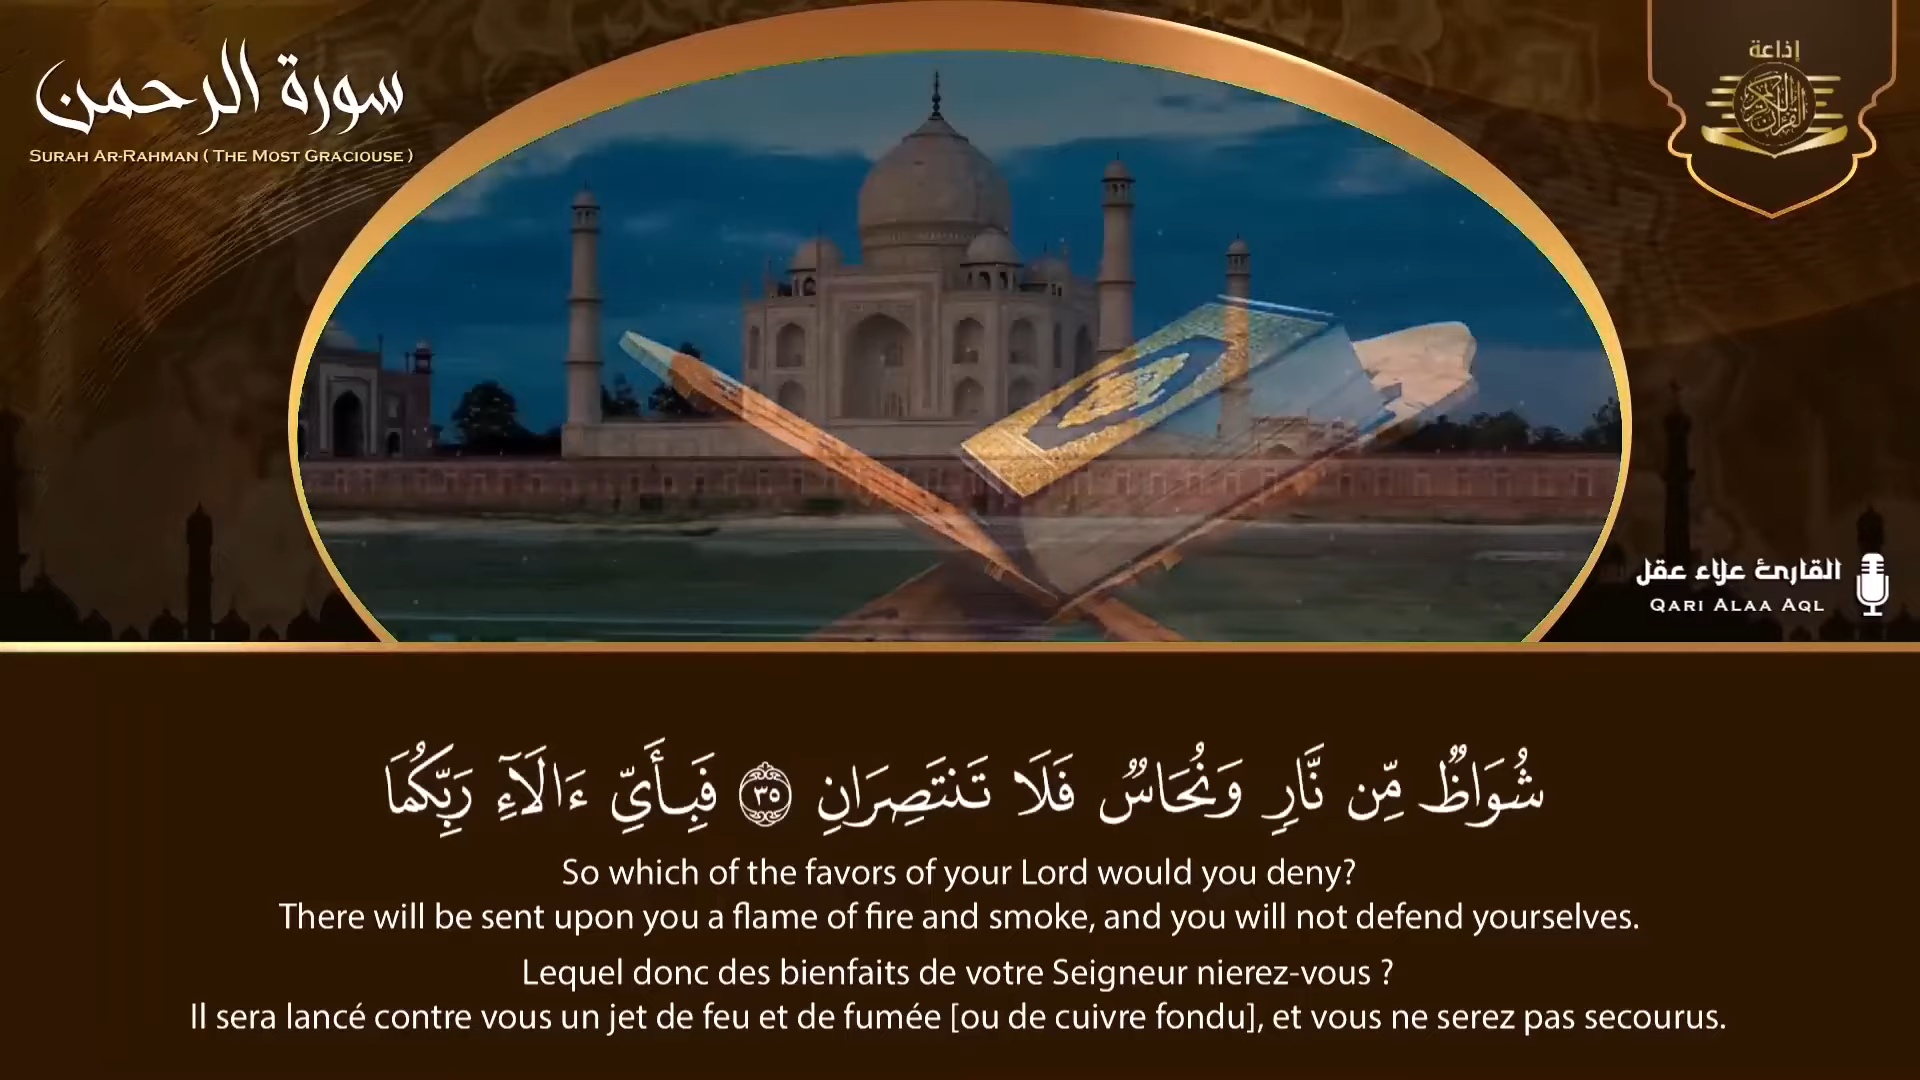 سورة الرحمن
SURAH AR-RAHMAN ( THE MOST GRACIOUSE )
إذاعة
القرآن الكريم
القارئ علاء عقل
QARI ALAA AQL
شُوَاظٌ مِّن نَّارٍ وَنُحَاسٌ فَلَا تَنتَصِرَانِ ٣٥ فَبِأَيِّ ءَالَآءِ رَبِّكُمَا
So which of the favors of your Lord would you deny?
There will be sent upon you a flame of fire and smoke, and you will not defend yourselves.
Lequel donc des bienfaits de votre Seigneur nierez-vous ?
Il sera lancé contre vous un jet de feu et de fumée [ou de cuivre fondu], et vous ne serez pas secourus.